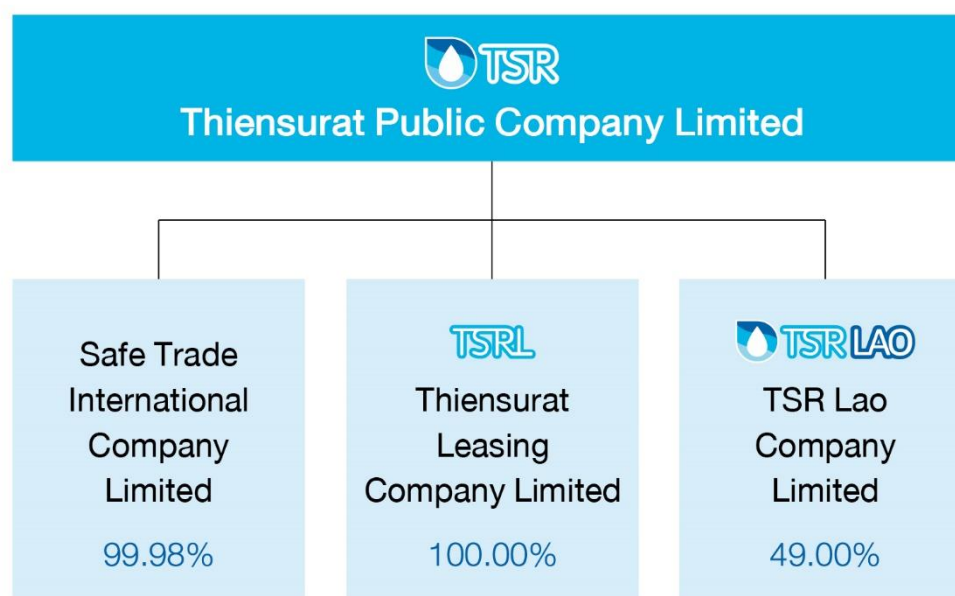 TSR
Thiensurat Public Company Limited
Safe Trade
International
Company
Limited
99.98%
TSRL
Thiensurat
Leasing
Company Limited
100.00%
TSR LAO
TSR Lao
Company
Limited
49.00%